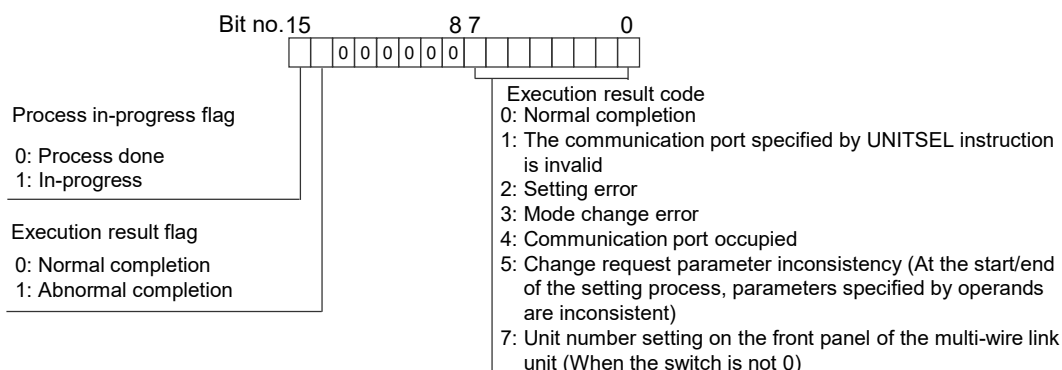 Bit no. 15 8 7 0
0 0 0 0 0 0
Process in-progress flag
0: Process done
1: In-progress
Execution result flag
0: Normal completion
1: Abnormal completion
Execution result code
0: Normal completion
1: The communication port specified by UNITSEL instruction
is invalid
2: Setting error
3: Mode change error
4: Communication port occupied
5: Change request parameter inconsistency (At the start/end
of the setting process, parameters specified by operands
are inconsistent)
7: Unit number setting on the front panel of the multi-wire link
unit (When the switch is not 0)